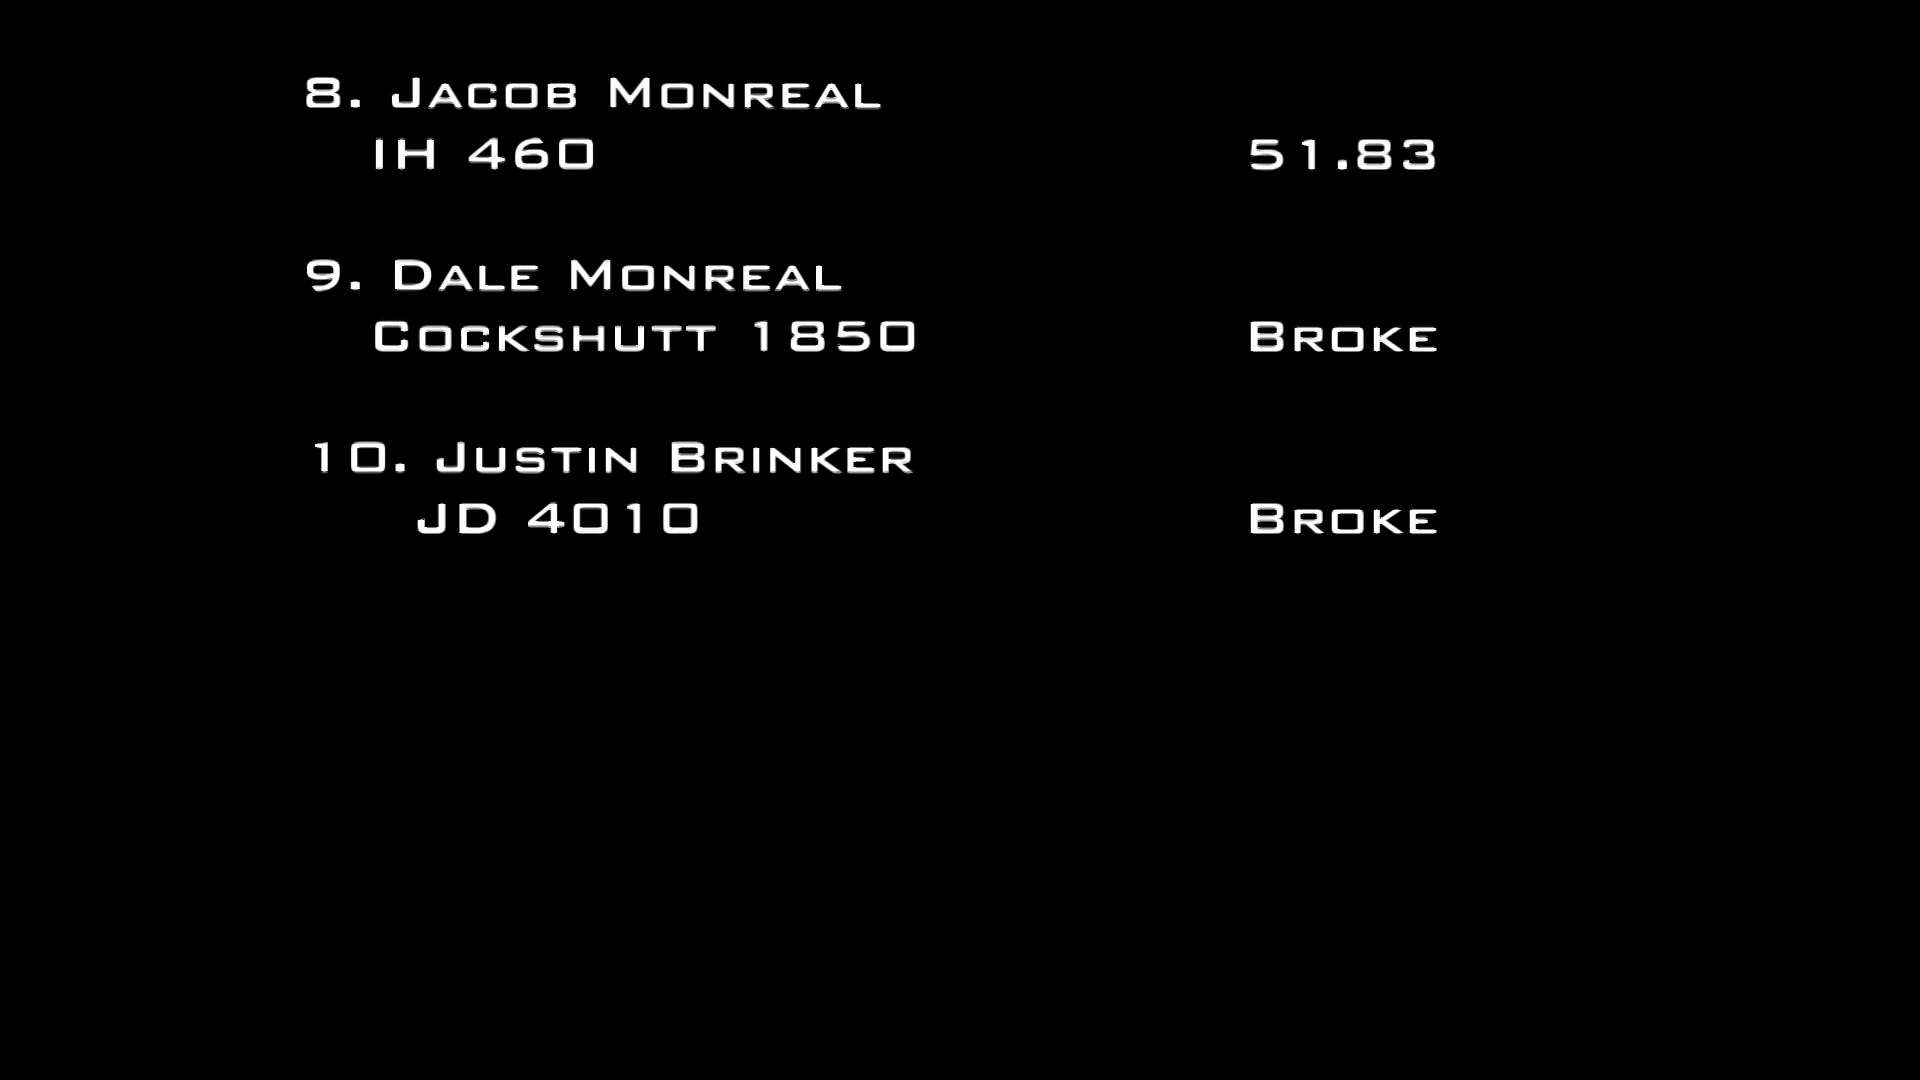 8. Jacob Monreal
IH 460 51.83
9. Dale Monreal
Cockshutt 1850 Broke
10. Justin Brinker
JD 4010 Broke